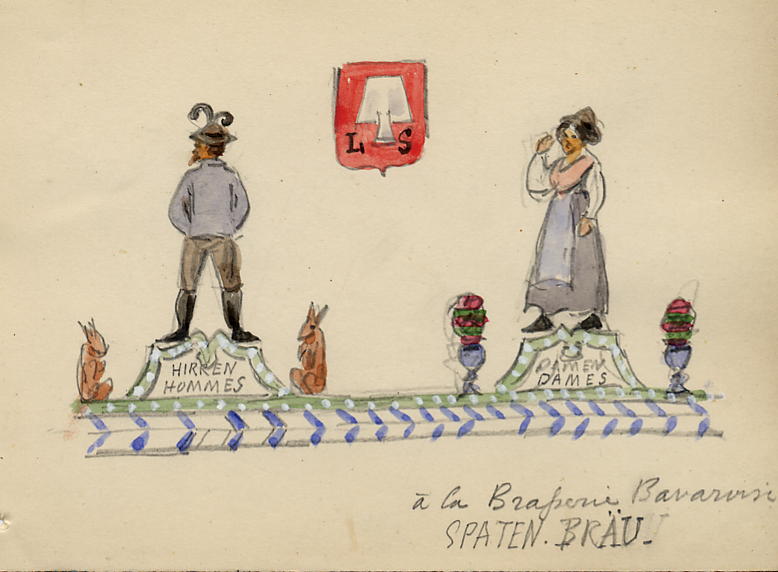 L S
HIRREN
HOMMES
DAMEN
DAMES
à la Brasserie Bavaroise
SPATEN. BRÄU.